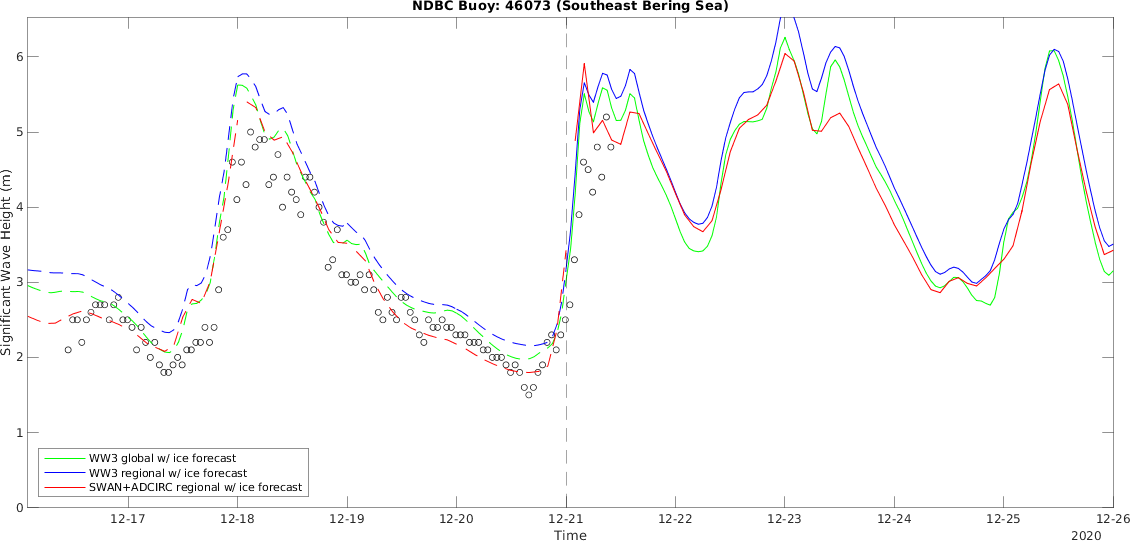 NDBC Buoy: 46073 (Southeast Bering Sea)
Significant Wave Height (m)
6
5
4
3
2
1
0
WW3 global w/ ice forecast
WW3 regional w/ ice forecast
SWAN+ADCIRC regional w/ ice forecast
12-17 12-18 12-19 12-20 12-21 12-22 12-23 12-24 12-25 12-26
Time
2020